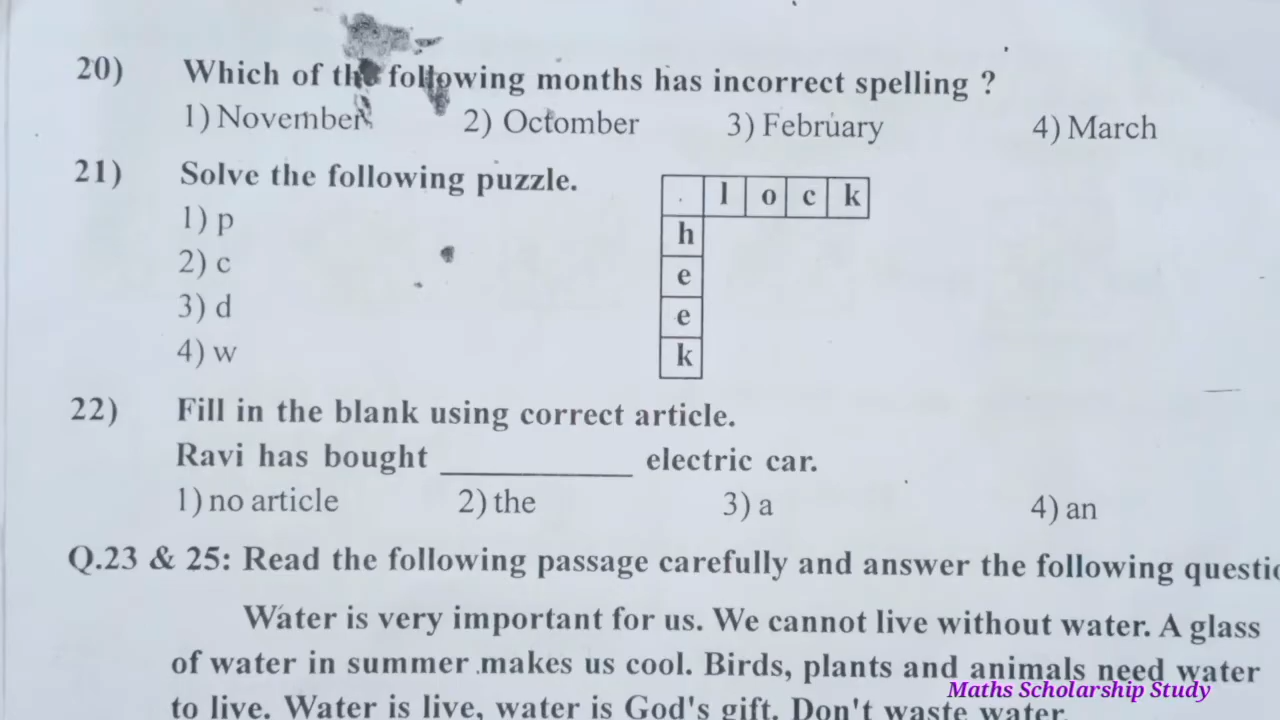 20) Which of the following months has incorrect spelling ?
1) November 2) Octomber 3) February 4) March
21) Solve the following puzzle.
l o c k
1) p
h
2) c
e
3) d
e
4) w
k
22) Fill in the blank using correct article.
Ravi has bought ____________ electric car.
1) no article 2) the 3) a 4) an
Q.23 & 25: Read the following passage carefully and answer the following
Water is very important for us. We cannot live without water. A glass
of water in summer makes us cool. Birds, plants and animals need water
to live. Water is live, water is God's gift. Don't waste water.
Maths Scholarship Study